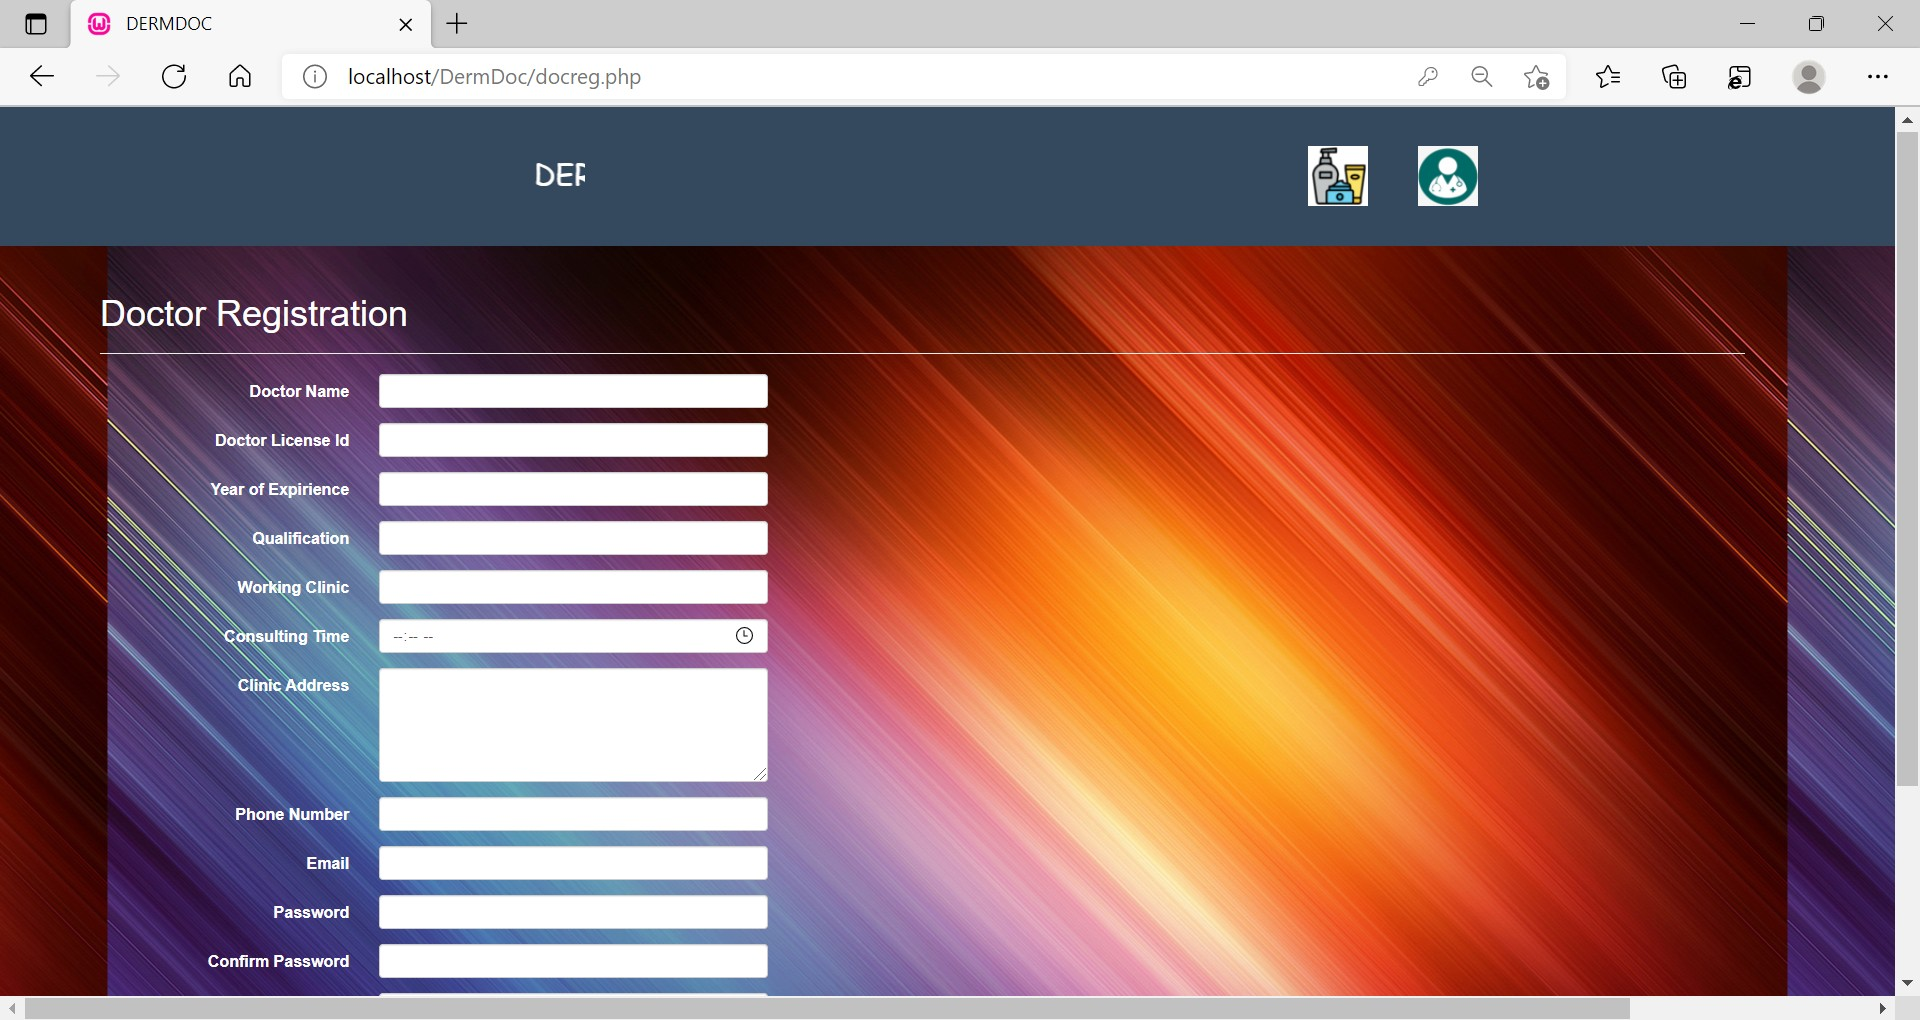 DERMDOC
localhost/DermDoc/docreg.php
DER
Doctor Registration
Doctor Name
Doctor License Id
Year of Expirience
Qualification
Working Clinic
Consulting Time
--:-- --
Clinic Address
Phone Number
Email
Password
Confirm Password